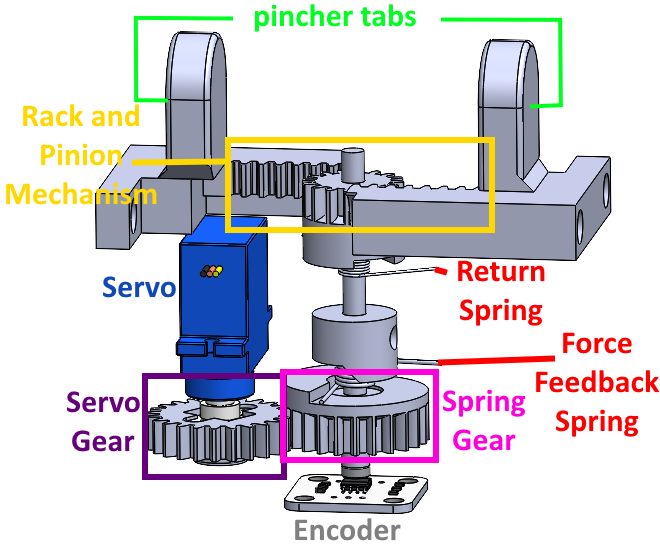 pincher tabs
Rack and
Pinion
Mechanism
Servo
Return
Spring
Force
Feedback
Spring
Servo
Gear
Spring
Gear
Encoder